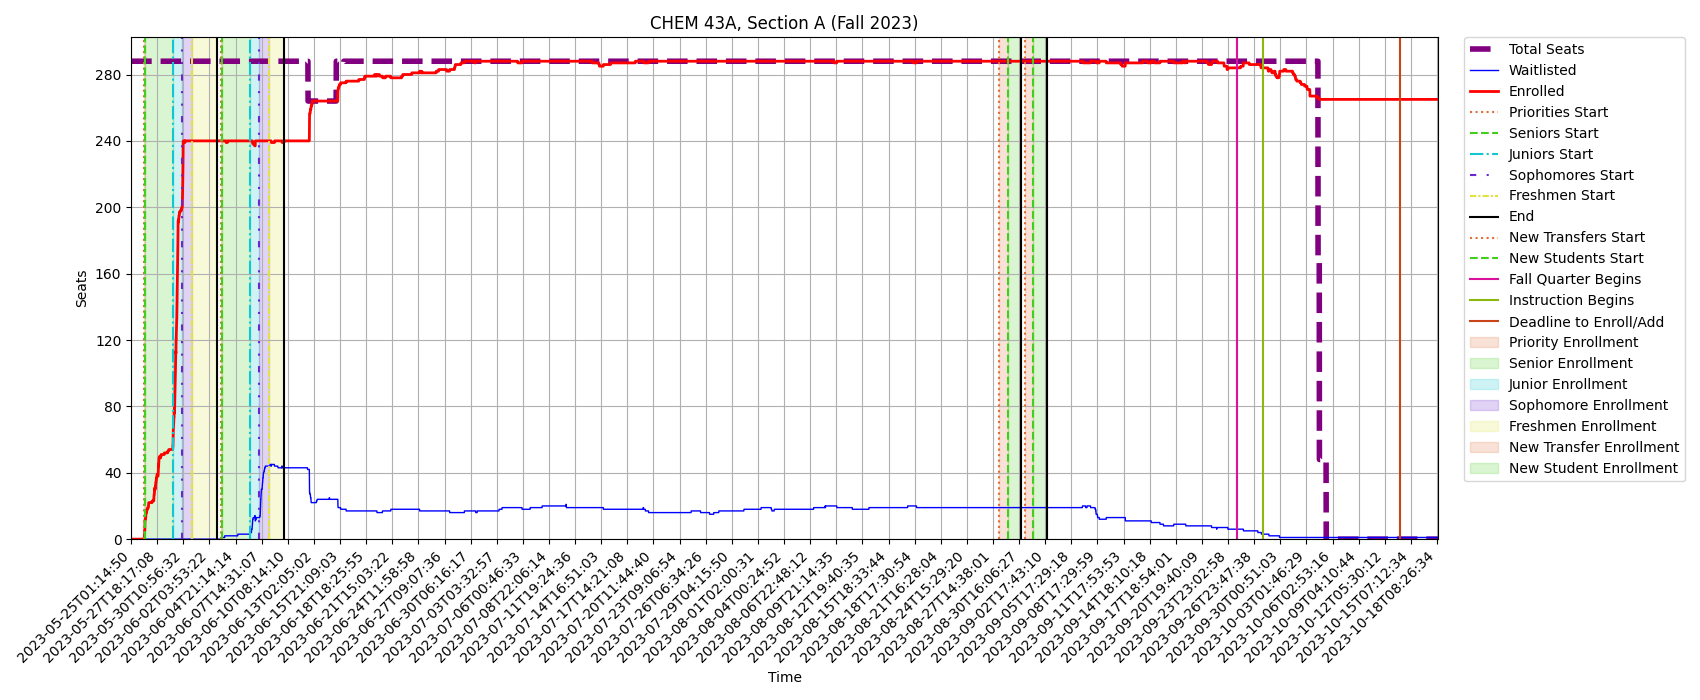 CHEM 43A, Section A (Fall 2023)
Seats
280
240
200
160
120
80
40
0
2023-05-25T01:14:50
2023-05-27T18:17:08
2023-05-30T10:56:32
2023-06-02T03:53:22
2023-06-04T21:14:14
2023-06-07T14:31:07
2023-06-10T08:14:10
2023-06-13T02:05:02
2023-06-15T21:09:03
2023-06-18T18:25:55
2023-06-21T15:03:22
2023-06-24T11:58:58
2023-06-27T09:07:36
2023-06-30T06:16:17
2023-07-03T03:32:57
2023-07-06T00:46:33
2023-07-08T22:06:14
2023-07-11T19:24:36
2023-07-14T16:51:03
2023-07-17T14:21:08
2023-07-20T11:44:40
2023-07-23T09:06:54
2023-07-26T06:34:26
2023-07-29T04:15:50
2023-08-01T02:00:31
2023-08-04T00:24:52
2023-08-06T22:48:12
2023-08-09T21:14:35
2023-08-12T19:40:35
2023-08-15T18:33:44
2023-08-18T17:30:54
2023-08-21T16:28:04
2023-08-24T15:29:20
2023-08-27T14:38:01
2023-08-30T16:06:27
2023-09-02T17:43:10
2023-09-05T17:29:18
2023-09-08T17:29:59
2023-09-11T17:53:53
2023-09-14T18:10:18
2023-09-17T18:54:01
2023-09-20T19:40:09
2023-09-23T23:02:58
2023-09-26T23:47:38
2023-09-30T00:51:03
2023-10-03T01:46:29
2023-10-06T02:53:16
2023-10-09T04:10:44
2023-10-12T05:30:12
2023-10-15T07:12:34
2023-10-18T08:26:34
Time
Total Seats
Waitlisted
Enrolled
Priorities Start
Seniors Start
Juniors Start
Sophomores Start
Freshmen Start
End
New Transfers Start
New Students Start
Fall Quarter Begins
Instruction Begins
Deadline to Enroll/Add
Priority Enrollment
Senior Enrollment
Junior Enrollment
Sophomore Enrollment
Freshmen Enrollment
New Transfer Enrollment
New Student Enrollment